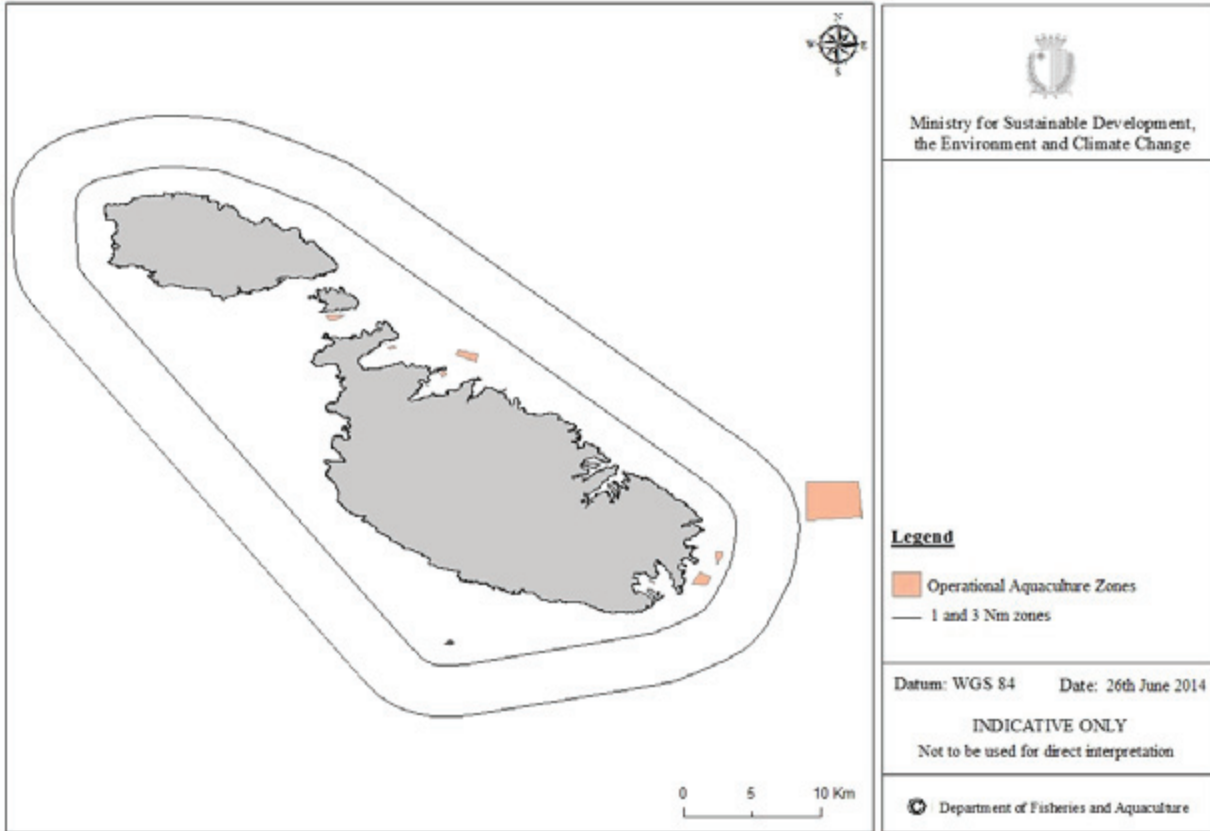 N
W E
S
Ministry for Sustainable Development,
the Environment and Climate Change
Legend
Operational Aquaculture Zones
1 and 3 Nm zones
Datum: WGS 84 Date: 26th June 2014
INDICATIVE ONLY
Not to be used for direct interpretation
0 5 10 Km
© Department of Fisheries and Aquaculture